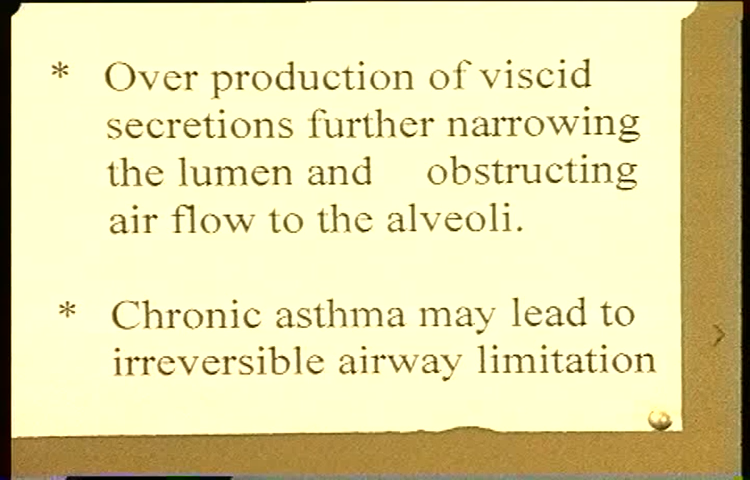 * Over production of viscid
secretions further narrowing
the lumen and obstructing
air flow to the alveoli.
* Chronic asthma may lead to
irreversible airway limitation